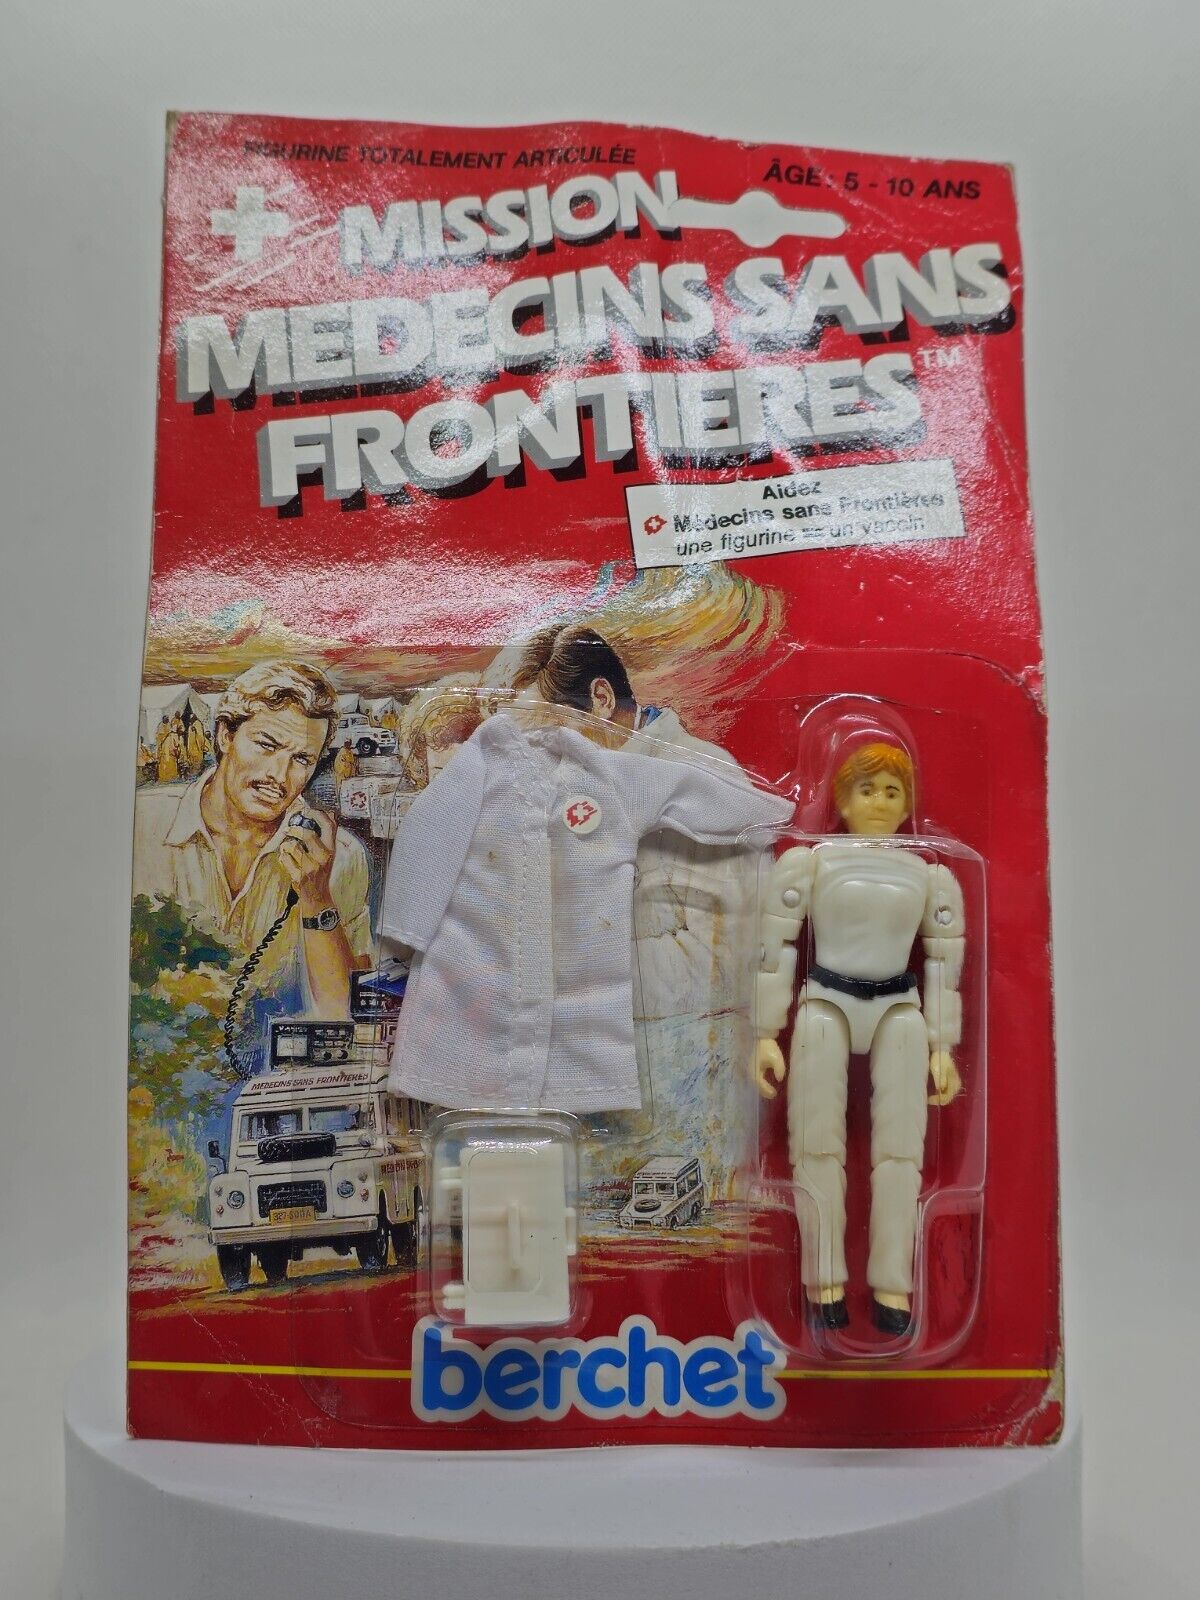 FIGURINE TOTALEMENT ARTICULÉE
ÂGE: 5 - 10 ANS
MISSION
MEDECINS SANS
FRONTIERES™
Aidez
Médecins sans Frontières
une figurine = un vaccin
MEDECINS SANS FRONTIERES
berchet